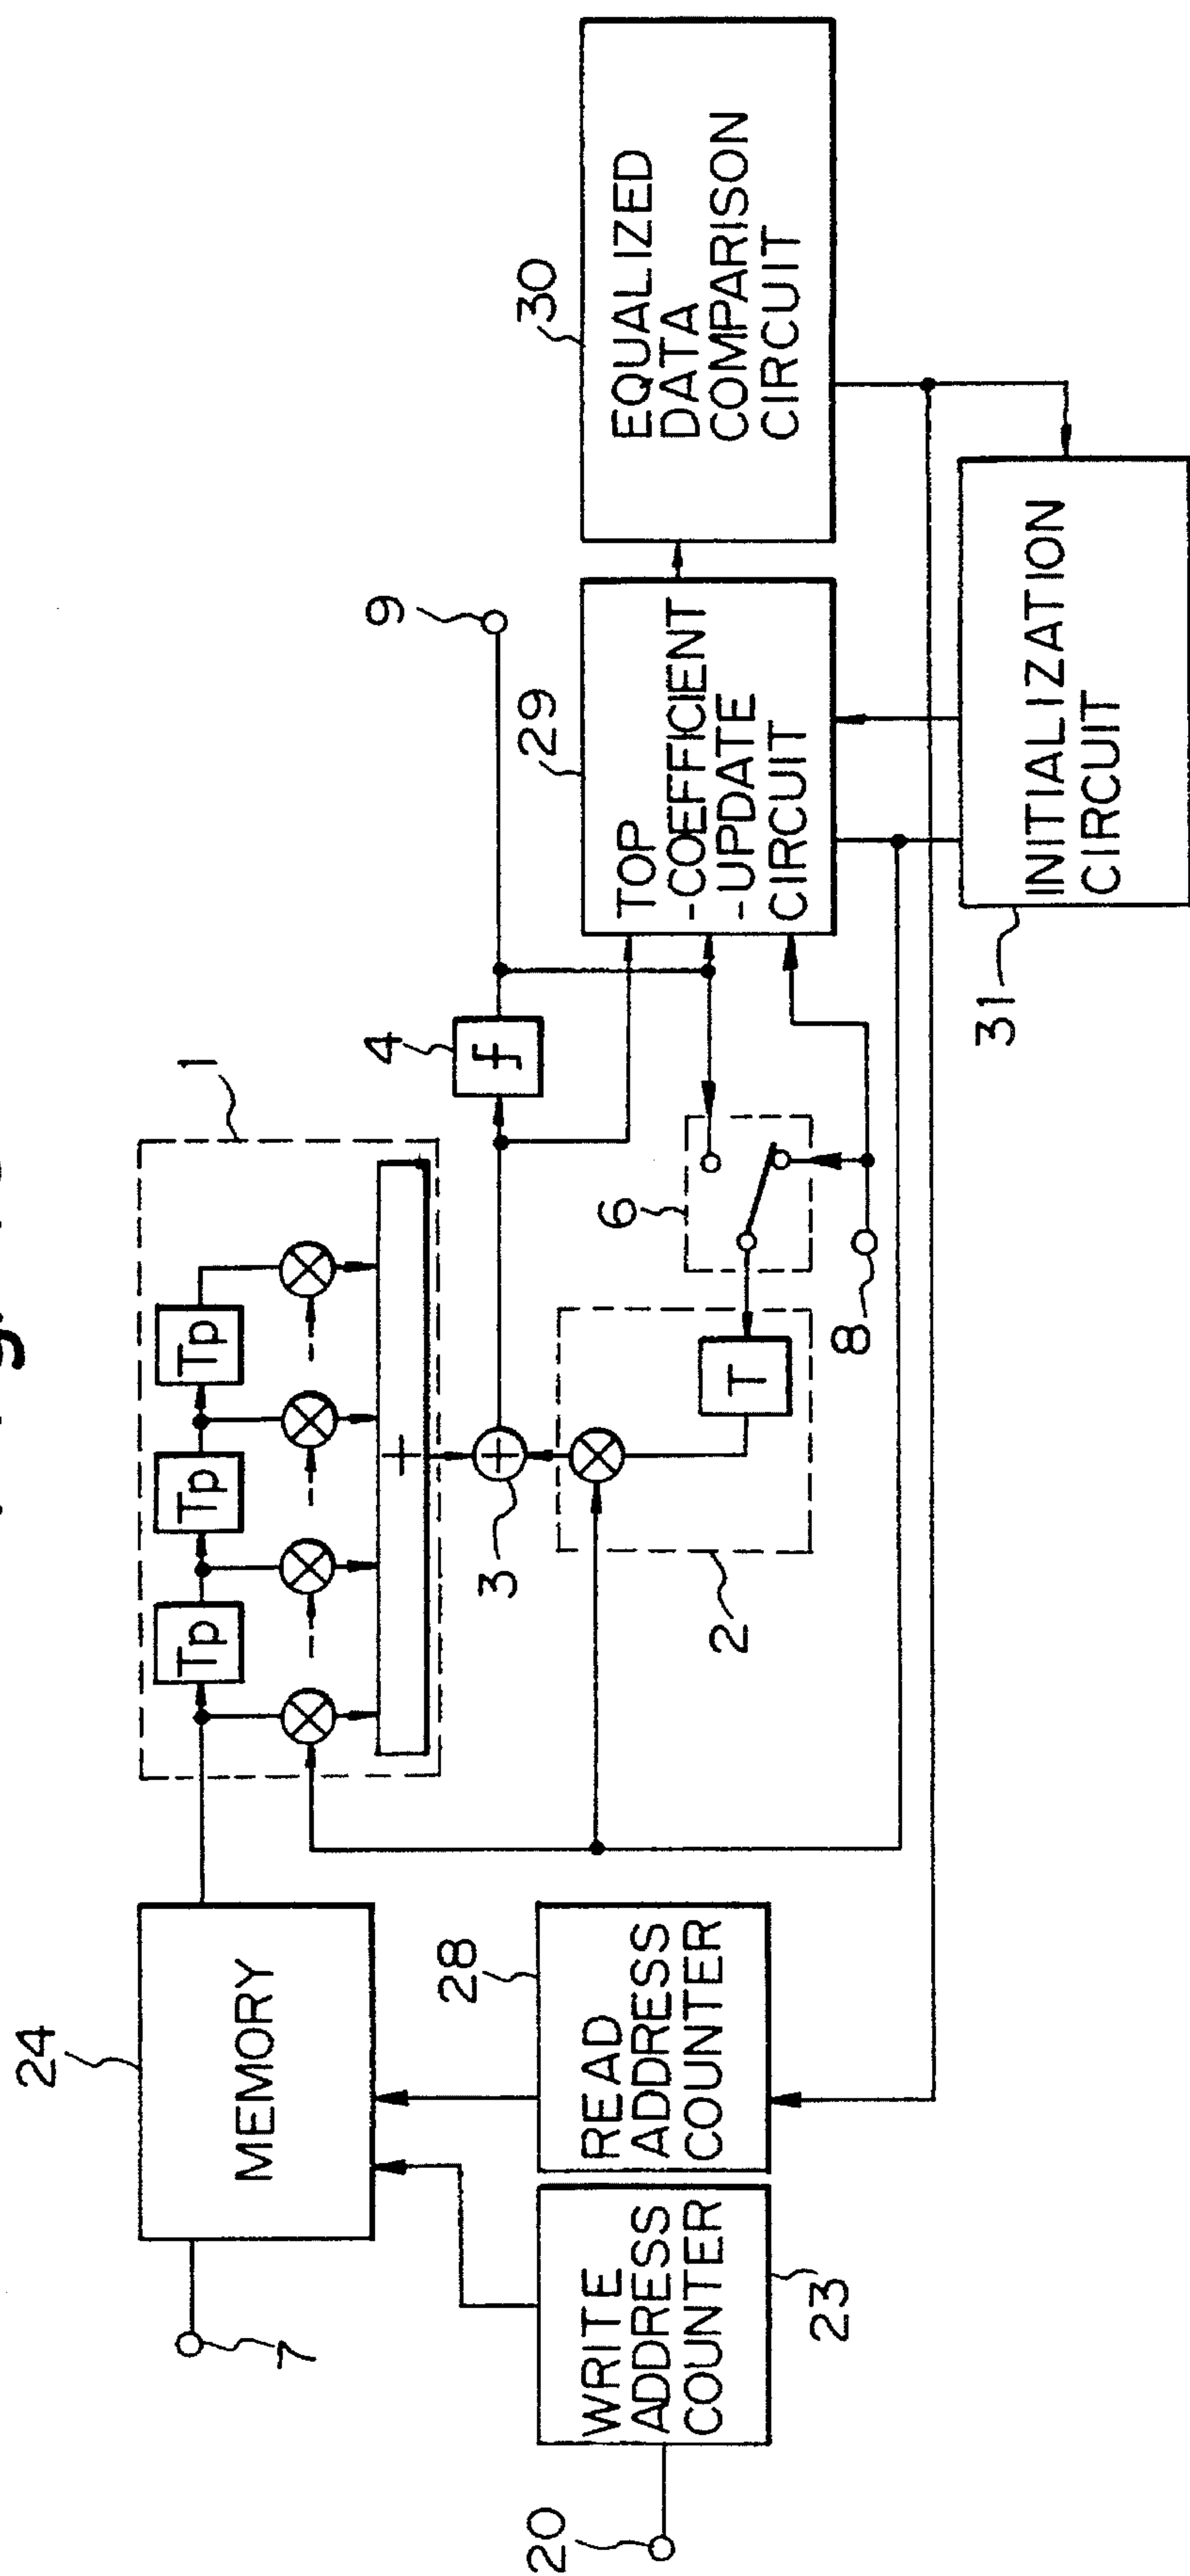 24
MEMORY
7
1
Tp
Tp
Tp
+
4
9
3
+
28
READ
ADDRESS
COUNTER
WRITE
ADDRESS
COUNTER
23
20
2
T
6
8
29
TOP
-COEFFICIENT
-UPDATE
CIRCUIT
30
EQUALIZED
DATA
COMPARISON
CIRCUIT
31
INITIALIZATION
CIRCUIT